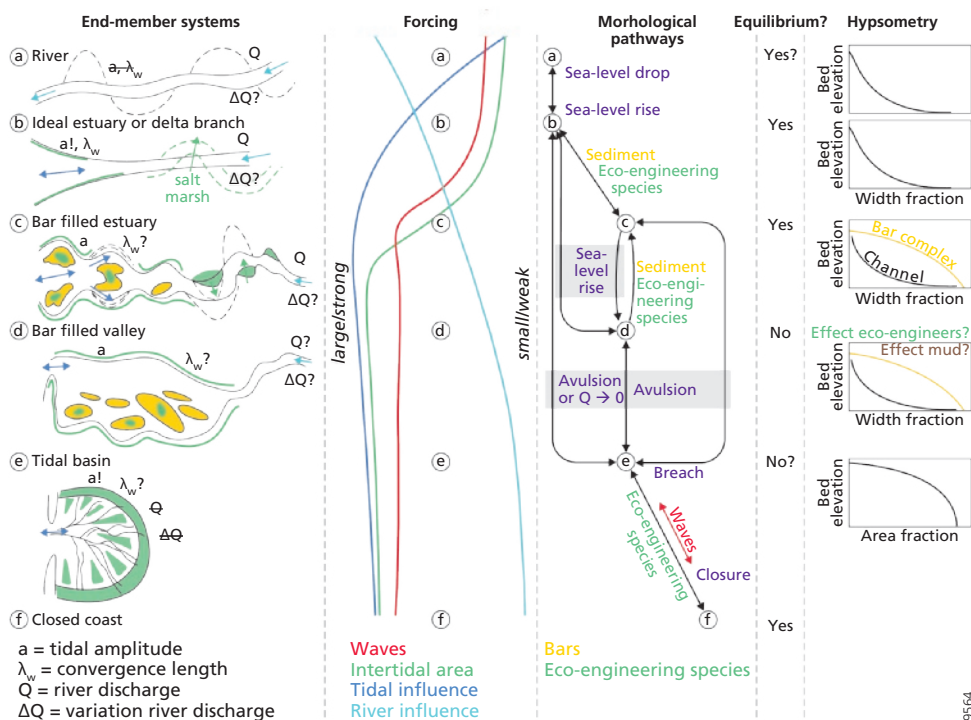 End-member systems
Forcing
Morhological
pathways
Equilibrium?
Hypsometry
a River
a, λw
Q
ΔQ?
b Ideal estuary or delta branch
a!, λw
Q
ΔQ?
salt
marsh
c Bar filled estuary
a
λw?
Q
ΔQ?
d Bar filled valley
a
λw?
Q?
ΔQ?
e Tidal basin
a!
λw?
Q
ΔQ
f Closed coast
a = tidal amplitude
λw = convergence length
Q = river discharge
ΔQ = variation river discharge
large/strong
small/weak
a
b
c
d
e
f
Waves
Intertidal area
Tidal influence
River influence
a
Sea-level drop
Sea-level rise
b
Sediment
Eco-engineering
species
c
Sea-
level
rise
Sediment
Eco-engi-
neering
species
d
Avulsion
or Q → 0
Avulsion
e
Breach
Eco-engineering
species
Waves
Closure
f
Bars
Eco-engineering species
Yes?
Yes
Yes
No
No?
Yes
Bed
elevation
Bed
elevation
Width fraction
Bed
elevation
Bar complex
Channel
Width fraction
Effect eco-engineers?
Effect mud?
Bed
elevation
Width fraction
Bed
elevation
Area fraction
9564